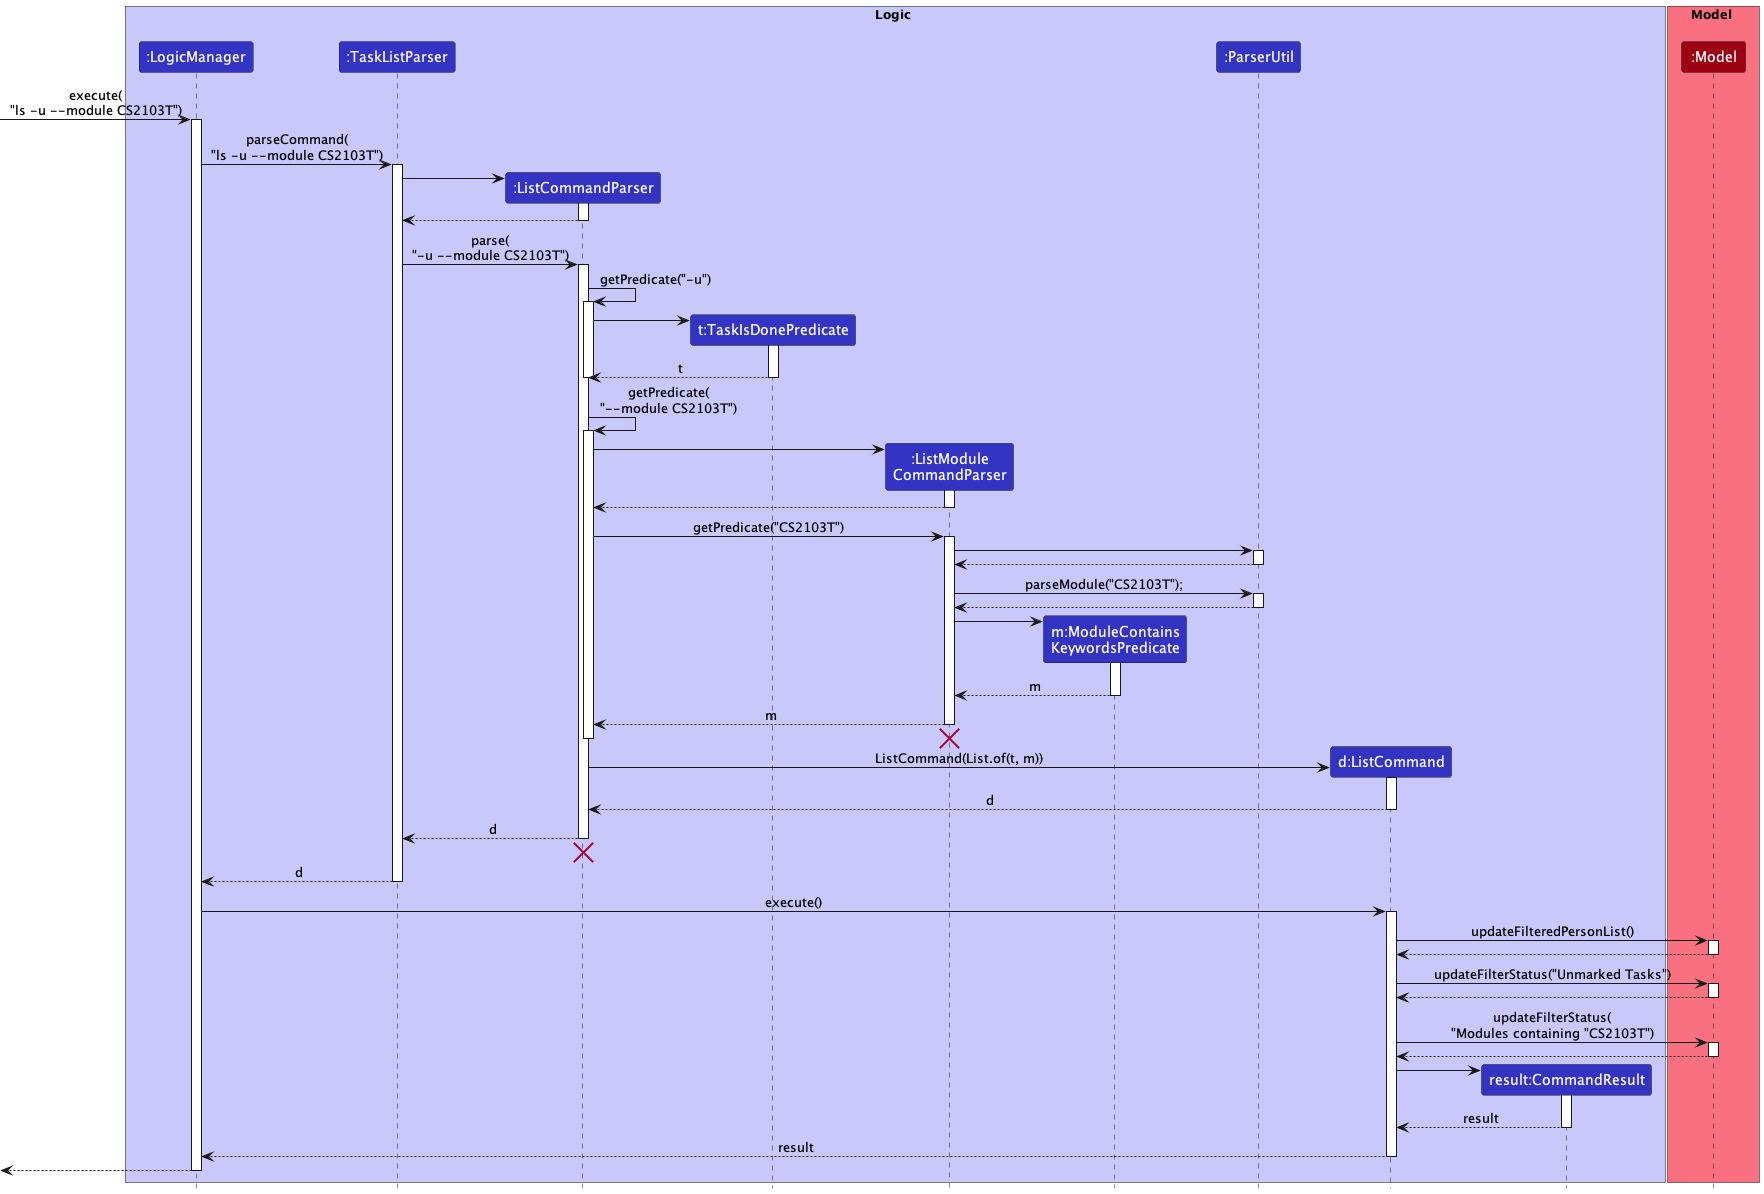 Logic
Model
:LogicManager
:TaskListParser
:ParserUtil
:Model
execute(
"ls -u --module CS2103T")
parseCommand(
"ls -u --module CS2103T")
:ListCommandParser
parse(
"-u --module CS2103T")
getPredicate("-u")
t:TaskIsDonePredicate
t
getPredicate(
"--module CS2103T")
:ListModule
CommandParser
getPredicate("CS2103T")
parseModule("CS2103T");
m:ModuleContains
KeywordsPredicate
m
m
ListCommand(List.of(t, m))
d:ListCommand
d
d
d
execute()
updateFilteredPersonList()
updateFilterStatus("Unmarked Tasks")
updateFilterStatus(
"Modules containing "CS2103T")
result:CommandResult
result
result